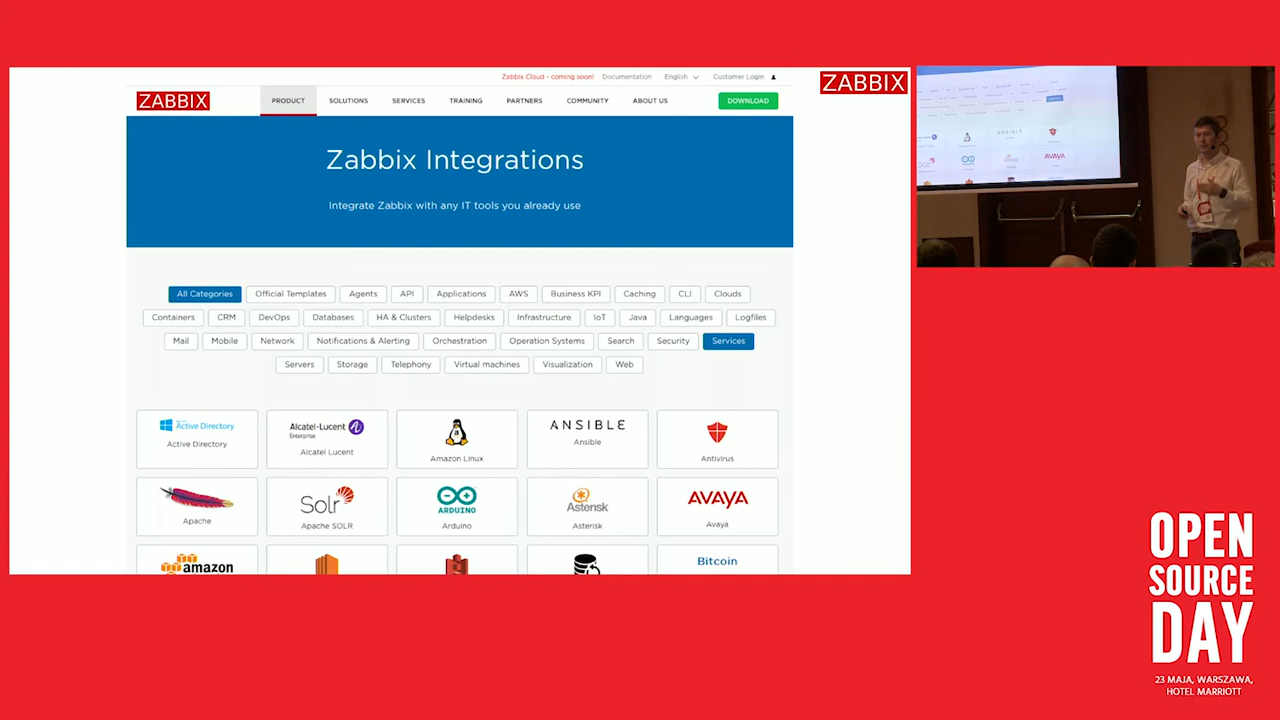 Zabbix Cloud - coming soon! Documentation English Customer Login
ZABBIX
ZABBIX
PRODUCT SOLUTIONS SERVICES TRAINING PARTNERS COMMUNITY ABOUT US DOWNLOAD
Zabbix Integrations
Integrate Zabbix with any IT tools you already use
All Categories Official Templates Agents API Applications AWS Business KPI Caching CLI Clouds
Containers CRM DevOps Databases HA & Clusters Helpdesks Infrastructure IoT Java Languages Logfiles
Mail Mobile Network Notifications & Alerting Orchestration Operation Systems Search Security Services
Servers Storage Telephony Virtual machines Visualization Web
Active Directory
Active Directory
Alcatel-Lucent
Enterprise
Alcatel Lucent
Amazon Linux
ANSIBLE
Ansible
Antivirus
Apache
Solr
Apache SOLR
ARDUINO
Arduino
Asterisk
Asterisk
AVAYA
Avaya
amazon
Bitcoin
ANSIBLE
AVAYA
OPEN
SOURCE
DAY
23 MAJA, WARSZAWA,
HOTEL MARRIOTT